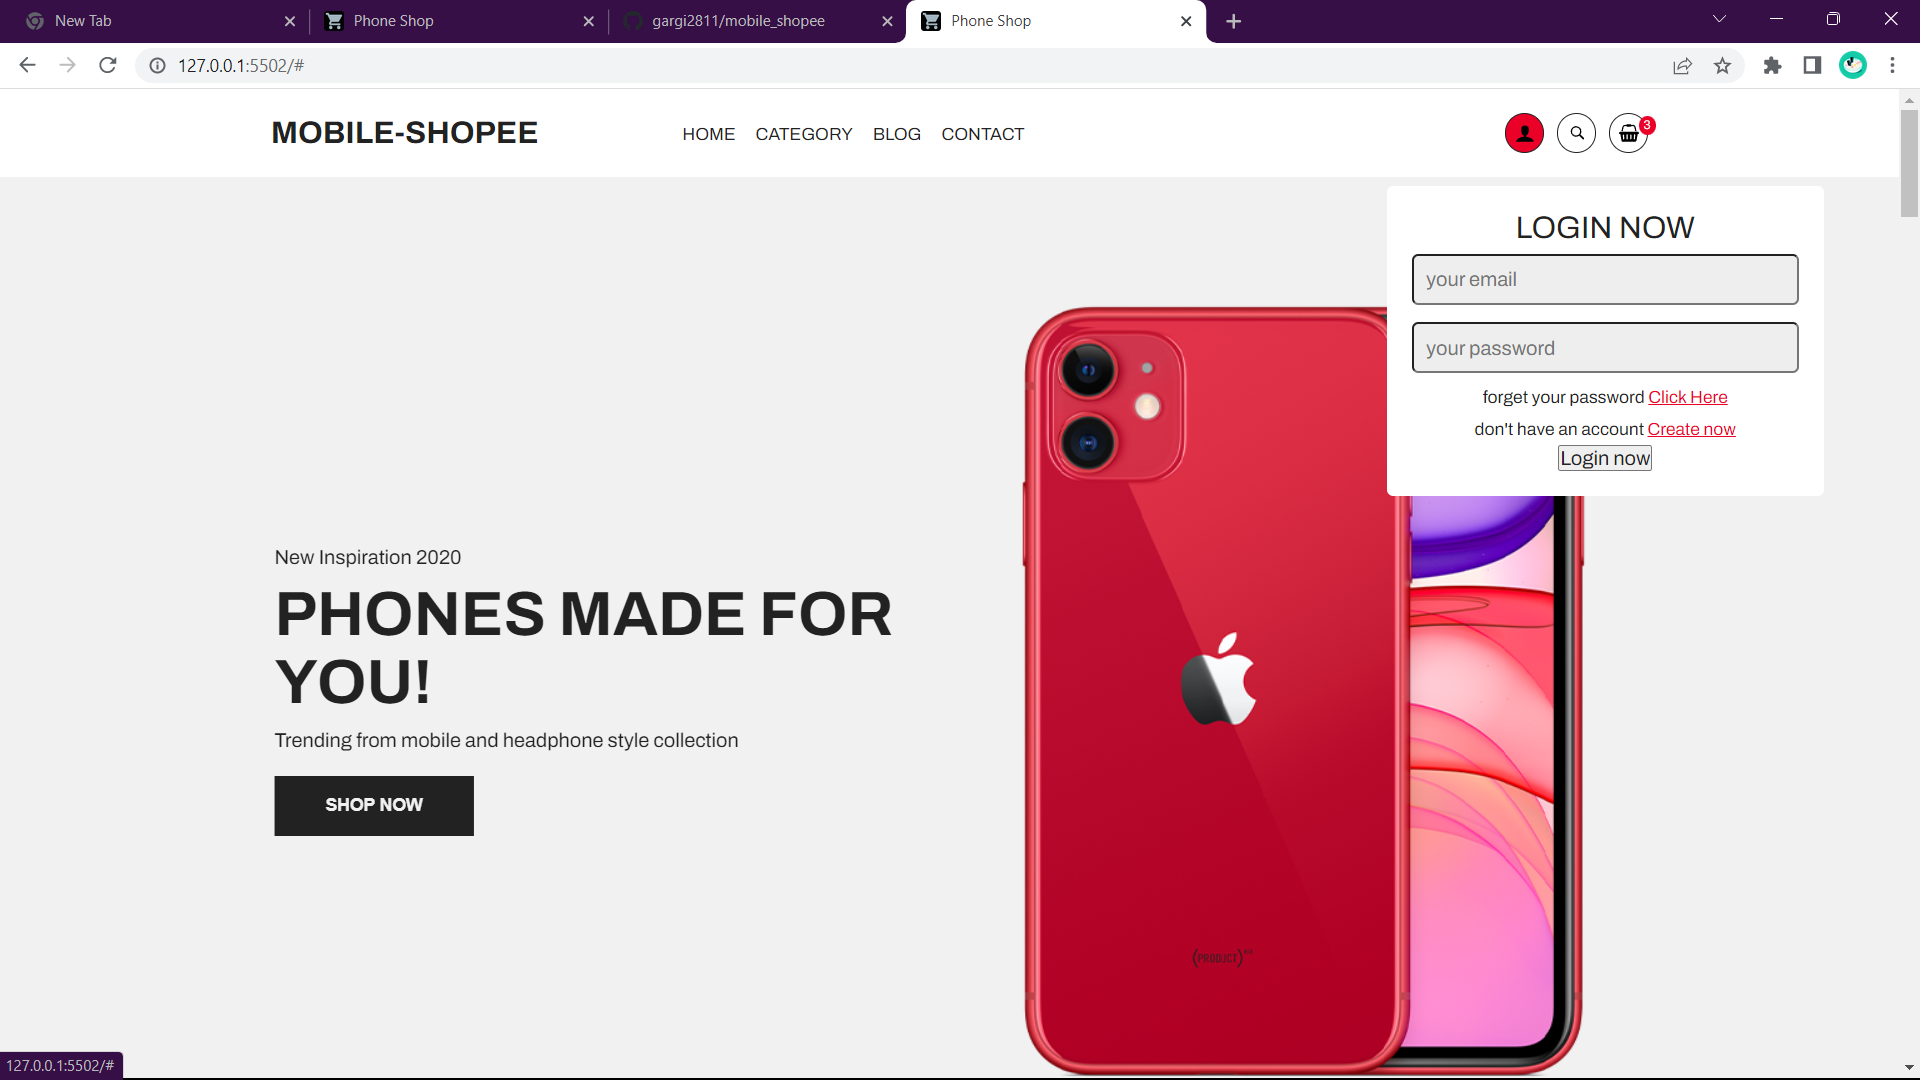 New Tab
Phone Shop
gargi2811/mobile_shopee
Phone Shop
127.0.0.1:5502/#
MOBILE-SHOPEE
HOME CATEGORY BLOG CONTACT
3
LOGIN NOW
your email
your password
forget your password Click Here
don't have an account Create now
Login now
New Inspiration 2020
PHONES MADE FOR
YOU!
Trending from mobile and headphone style collection
SHOP NOW
(PRODUCT)
127.0.0.1:5502/#